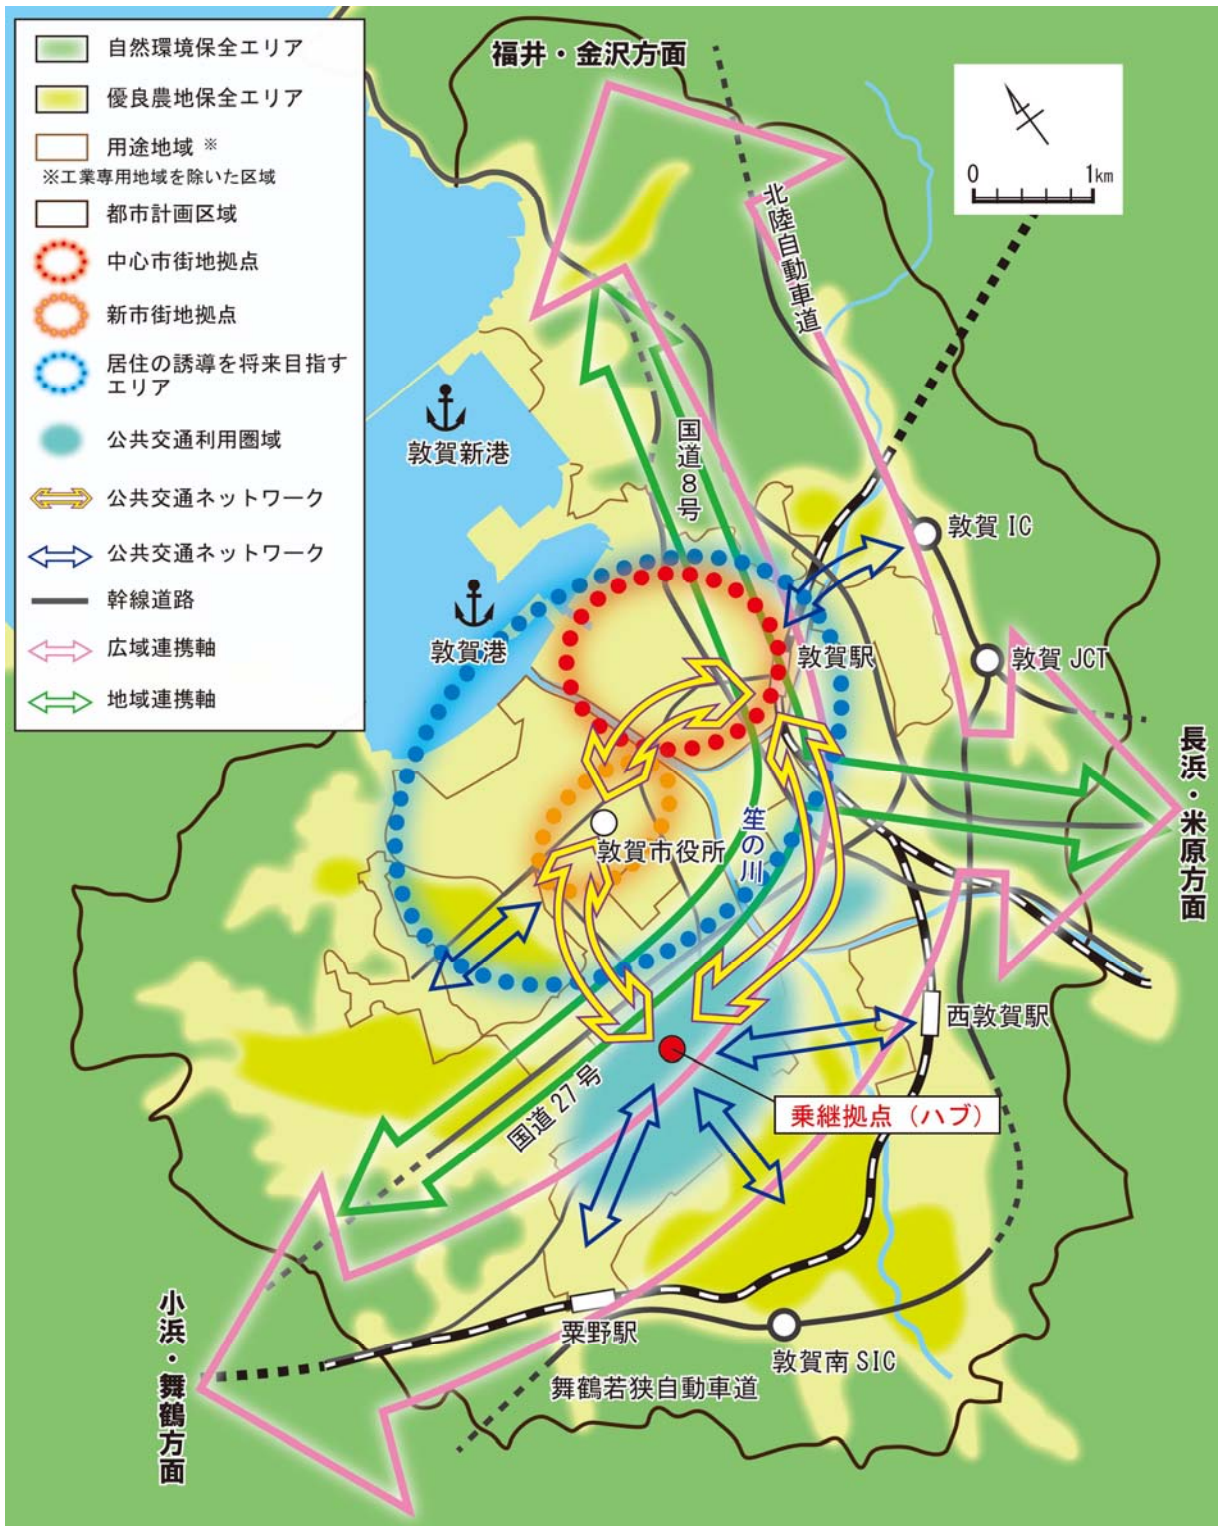 自然環境保全エリア
優良農地保全エリア
用途地域 ※
※工業専用地域を除いた区域
都市計画区域
中心市街地拠点
新市街地拠点
居住の誘導を将来目指す
エリア
公共交通利用圏域
公共交通ネットワーク
公共交通ネットワーク
幹線道路
広域連携軸
地域連携軸
福井・金沢方面
0 1km
北陸自動車道
敦賀新港
国道8号
敦賀IC
敦賀港
敦賀駅
敦賀JCT
長浜・米原方面
敦賀市役所
笙の川
西敦賀駅
国道27号
乗継拠点（ハブ）
小浜・舞鶴方面
粟野駅
敦賀南SIC
舞鶴若狭自動車道